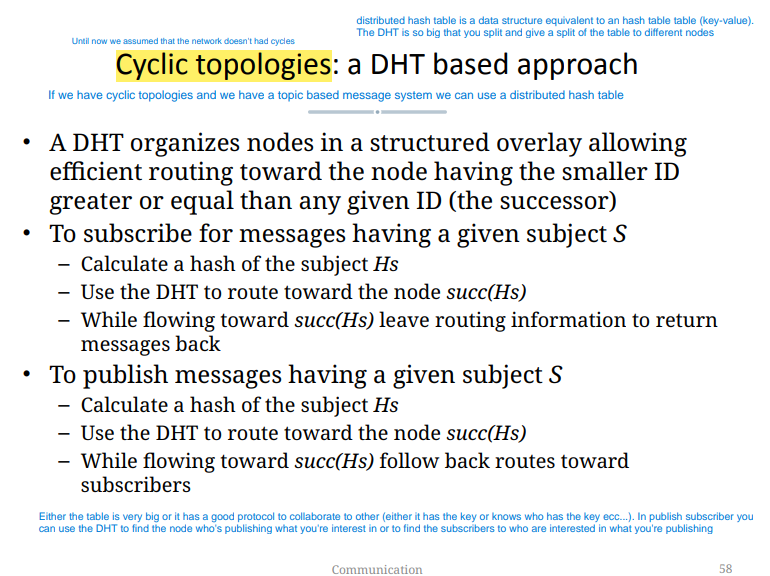 distributed hash table is a data structure equivalent to an hash table table (key-value).
The DHT is so big that you split and give a split of the table to different nodes
Until now we assumed that the network doesn't had cycles
Cyclic topologies: a DHT based approach
If we have cyclic topologies and we have a topic based message system we can use a distributed hash table
• A DHT organizes nodes in a structured overlay allowing
efficient routing toward the node having the smaller ID
greater or equal than any given ID (the successor)
• To subscribe for messages having a given subject S
– Calculate a hash of the subject Hs
– Use the DHT to route toward the node succ(Hs)
– While flowing toward succ(Hs) leave routing information to return
messages back
• To publish messages having a given subject S
– Calculate a hash of the subject Hs
– Use the DHT to route toward the node succ(Hs)
– While flowing toward succ(Hs) follow back routes toward
subscribers
Either the table is very big or it has a good protocol to collaborate to other (either it has the key or knows who has the key ecc...). In publish subscriber you
can use the DHT to find the node who's publishing what you're interest in or to find the subscribers to who are interested in what you're publishing
Communication
58